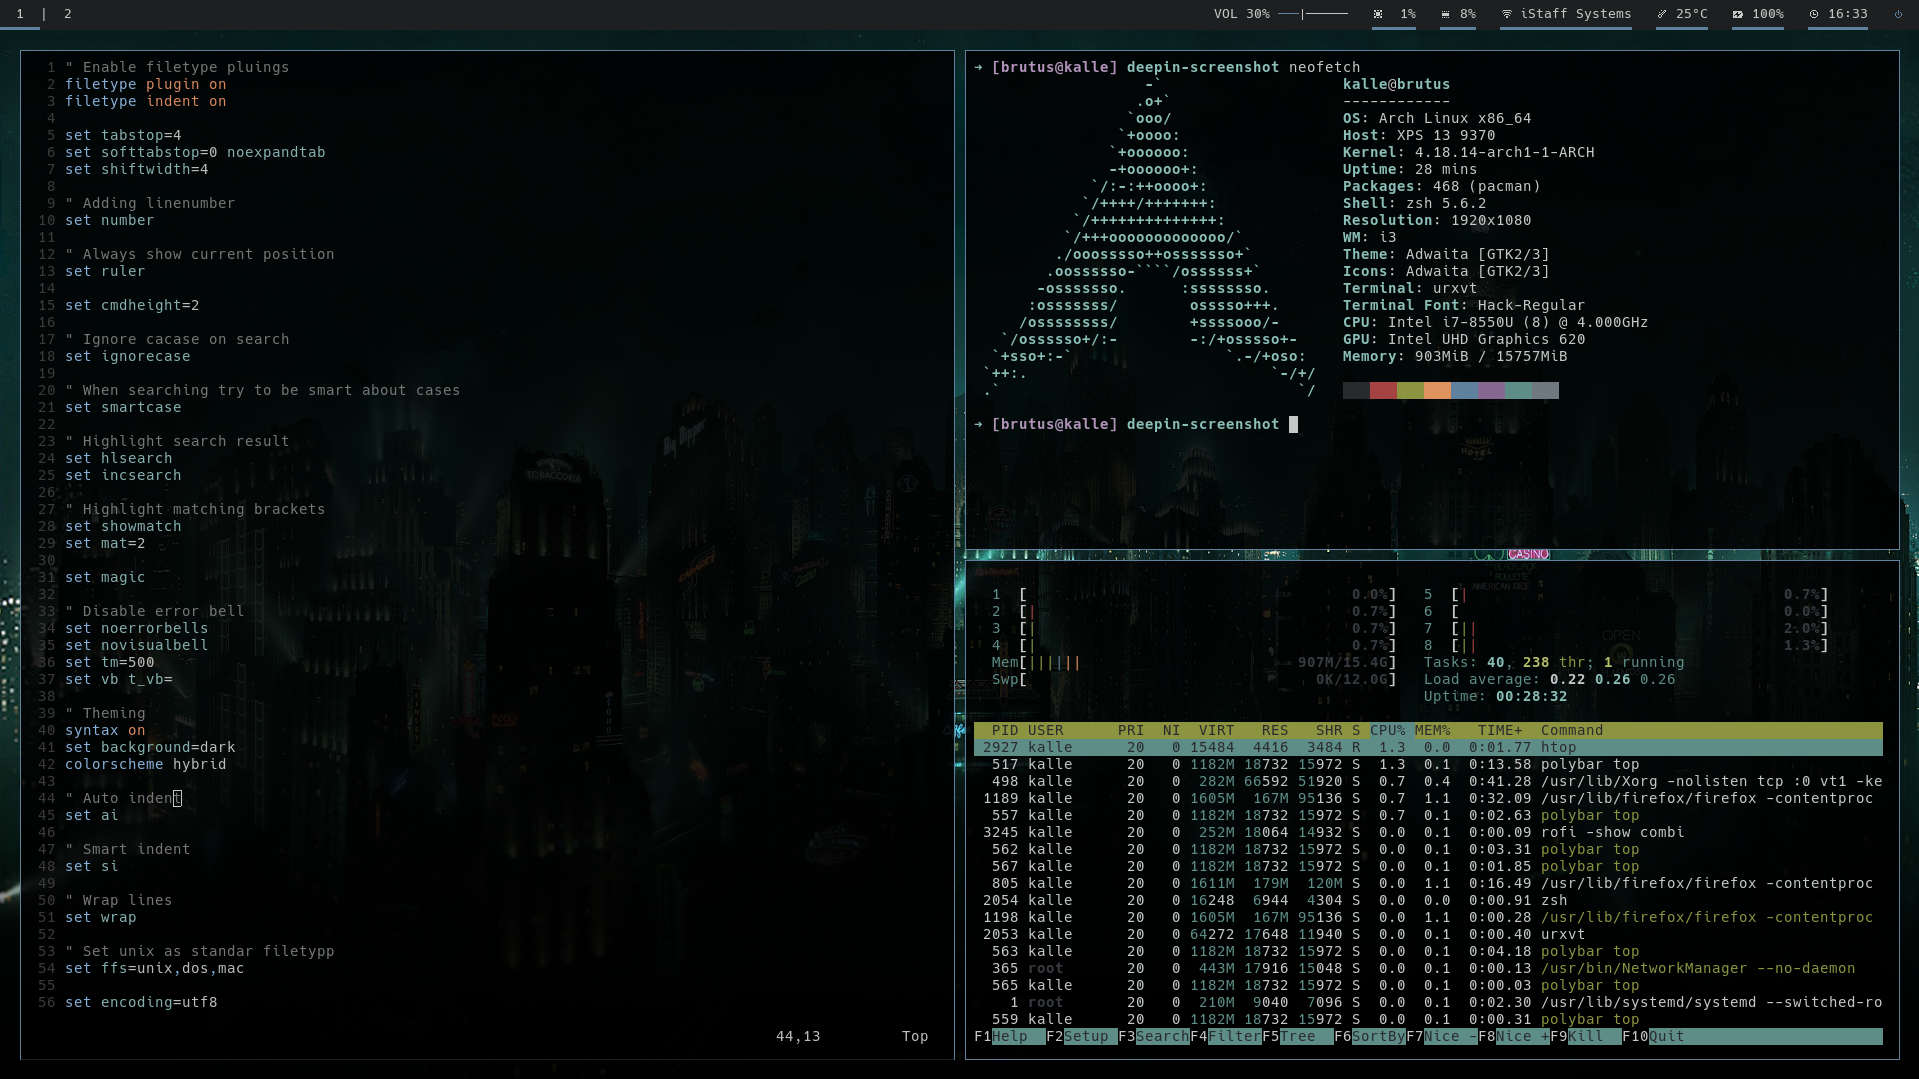 1 | 2 VOL 30% 1% 8% iStaff Systems 25°C 100% 16:33
1 " Enable filetype pluings
2 filetype plugin on
3 filetype indent on
4
5 set tabstop=4
6 set softtabstop=0 noexpandtab
7 set shiftwidth=4
8
9 " Adding linenumber
10 set number
11
12 " Always show current position
13 set ruler
14
15 set cmdheight=2
16
17 " Ignore cacase on search
18 set ignorecase
19
20 " When searching try to be smart about cases
21 set smartcase
22
23 " Highlight search result
24 set hlsearch
25 set incsearch
26
27 " Highlight matching brackets
28 set showmatch
29 set mat=2
30
31 set magic
32
33 " Disable error bell
34 set noerrorbells
35 set novisualbell
36 set tm=500
37 set vb t_vb=
38
39 " Theming
40 syntax on
41 set background=dark
42 colorscheme hybrid
43
44 " Auto indent
45 set ai
46
47 " Smart indent
48 set si
49
50 " Wrap lines
51 set wrap
52
53 " Set unix as standar filetypp
54 set ffs=unix,dos,mac
55
56 set encoding=utf8
44,13 Top
→ [brutus@kalle] deepin-screenshot neofetch
-` kalle@brutus
.o+` ------------
`ooo/ OS: Arch Linux x86_64
`+oooo: Host: XPS 13 9370
`+oooooo: Kernel: 4.18.14-arch1-1-ARCH
-+oooooo+: Uptime: 28 mins
`/:-:++oooo+: Packages: 468 (pacman)
`/++++/+++++++: Shell: zsh 5.6.2
`/++++++++++++++: Resolution: 1920x1080
`/+++ooooooooooooo/` WM: i3
./ooosssso++osssssso+` Theme: Adwaita [GTK2/3]
.oossssso-````/ossssss+` Icons: Adwaita [GTK2/3]
-osssssso. :ssssssso. Terminal: urxvt
:osssssss/ osssso+++. Terminal Font: Hack-Regular
/ossssssss/ +ssssooo/- CPU: Intel i7-8550U (8) @ 4.000GHz
`/ossssso+/:- -:/+osssso+- GPU: Intel UHD Graphics 620
`+sso+:-` `.-/+oso: Memory: 903MiB / 15757MiB
`++:. `-/+/
.` `/
→ [brutus@kalle] deepin-screenshot
CASINO
1 [ 0.0%] 5 [| 0.7%]
2 [| 0.7%] 6 [ 0.0%]
3 [| 0.7%] 7 [|| 2.0%]
4 [| 0.7%] 8 [|| 1.3%]
Mem[|||||| 907M/15.4G] Tasks: 40, 238 thr; 1 running
Swp[ 0K/12.0G] Load average: 0.22 0.26 0.26
Uptime: 00:28:32
PID USER PRI NI VIRT RES SHR S CPU% MEM% TIME+ Command
2927 kalle 20 0 15484 4416 3484 R 1.3 0.0 0:01.77 htop
517 kalle 20 0 1182M 18732 15972 S 1.3 0.1 0:13.58 polybar top
498 kalle 20 0 282M 66592 51920 S 0.7 0.4 0:41.28 /usr/lib/Xorg -nolisten tcp :0 vt1 -ke
1189 kalle 20 0 1605M 167M 95136 S 0.7 1.1 0:32.09 /usr/lib/firefox/firefox -contentproc
557 kalle 20 0 1182M 18732 15972 S 0.7 0.1 0:02.63 polybar top
3245 kalle 20 0 252M 18064 14932 S 0.0 0.1 0:00.09 rofi -show combi
562 kalle 20 0 1182M 18732 15972 S 0.0 0.1 0:03.31 polybar top
567 kalle 20 0 1182M 18732 15972 S 0.0 0.1 0:01.85 polybar top
805 kalle 20 0 1611M 179M 120M S 0.0 1.1 0:16.49 /usr/lib/firefox/firefox -contentproc
2054 kalle 20 0 16248 6944 4304 S 0.0 0.0 0:00.91 zsh
1198 kalle 20 0 1605M 167M 95136 S 0.0 1.1 0:00.28 /usr/lib/firefox/firefox -contentproc
2053 kalle 20 0 64272 17648 11940 S 0.0 0.1 0:00.40 urxvt
563 kalle 20 0 1182M 18732 15972 S 0.0 0.1 0:04.18 polybar top
365 root 20 0 443M 17916 15048 S 0.0 0.1 0:00.13 /usr/bin/NetworkManager --no-daemon
565 kalle 20 0 1182M 18732 15972 S 0.0 0.1 0:00.03 polybar top
1 root 20 0 210M 9040 7096 S 0.0 0.1 0:02.30 /usr/lib/systemd/systemd --switched-ro
559 kalle 20 0 1182M 18732 15972 S 0.0 0.1 0:00.31 polybar top
F1Help F2Setup F3SearchF4FilterF5Tree F6SortByF7Nice -F8Nice +F9Kill F10Quit